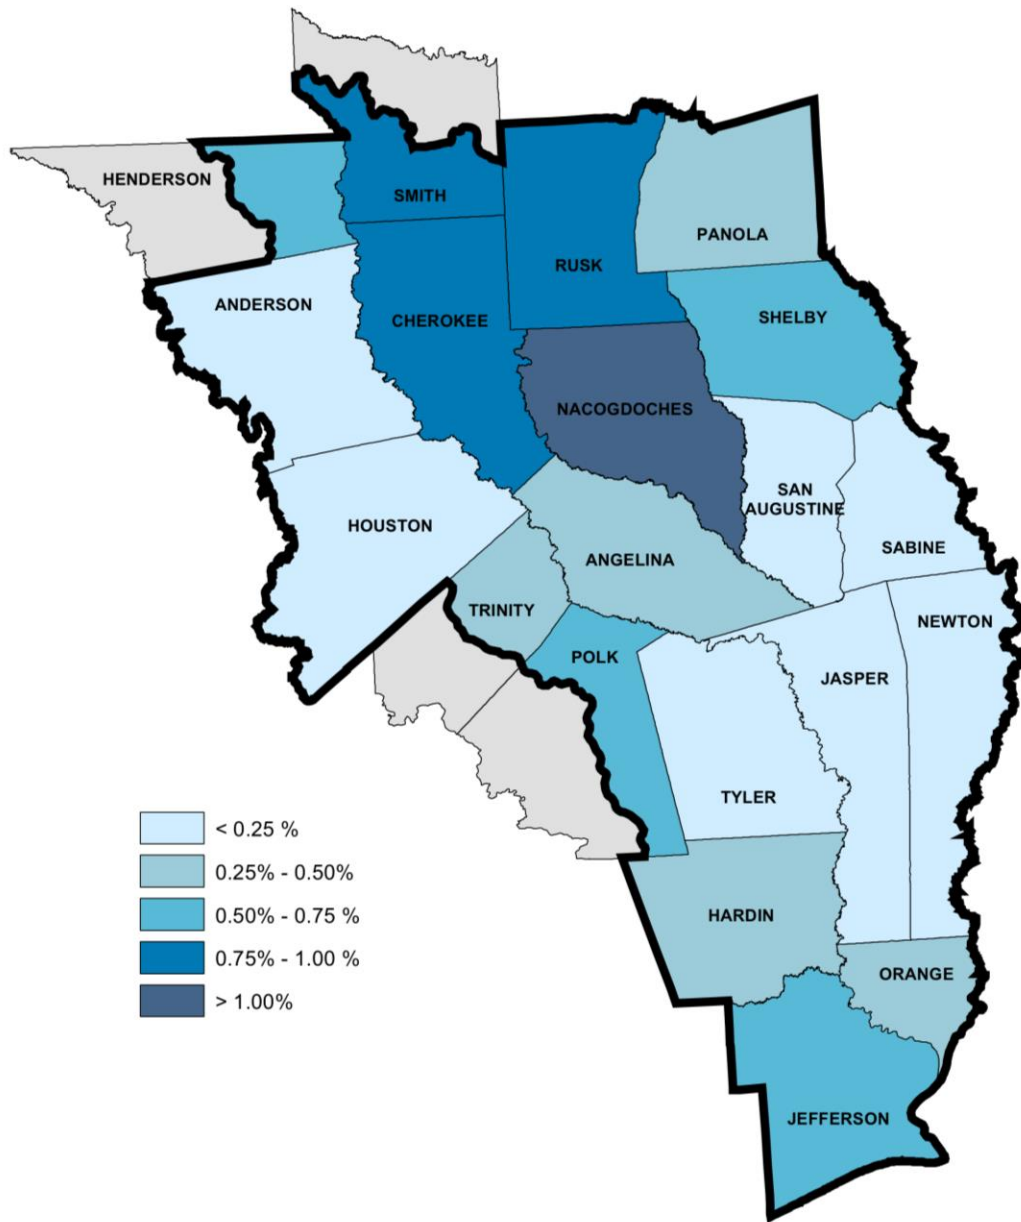 HENDERSON
SMITH
PANOLA
RUSK
ANDERSON
CHEROKEE
SHELBY
NACOGDOCHES
SAN
AUGUSTINE
HOUSTON
SABINE
ANGELINA
TRINITY
NEWTON
POLK
JASPER
TYLER
< 0.25 %
0.25% - 0.50%
0.50% - 0.75 %
0.75% - 1.00 %
> 1.00%
HARDIN
ORANGE
JEFFERSON